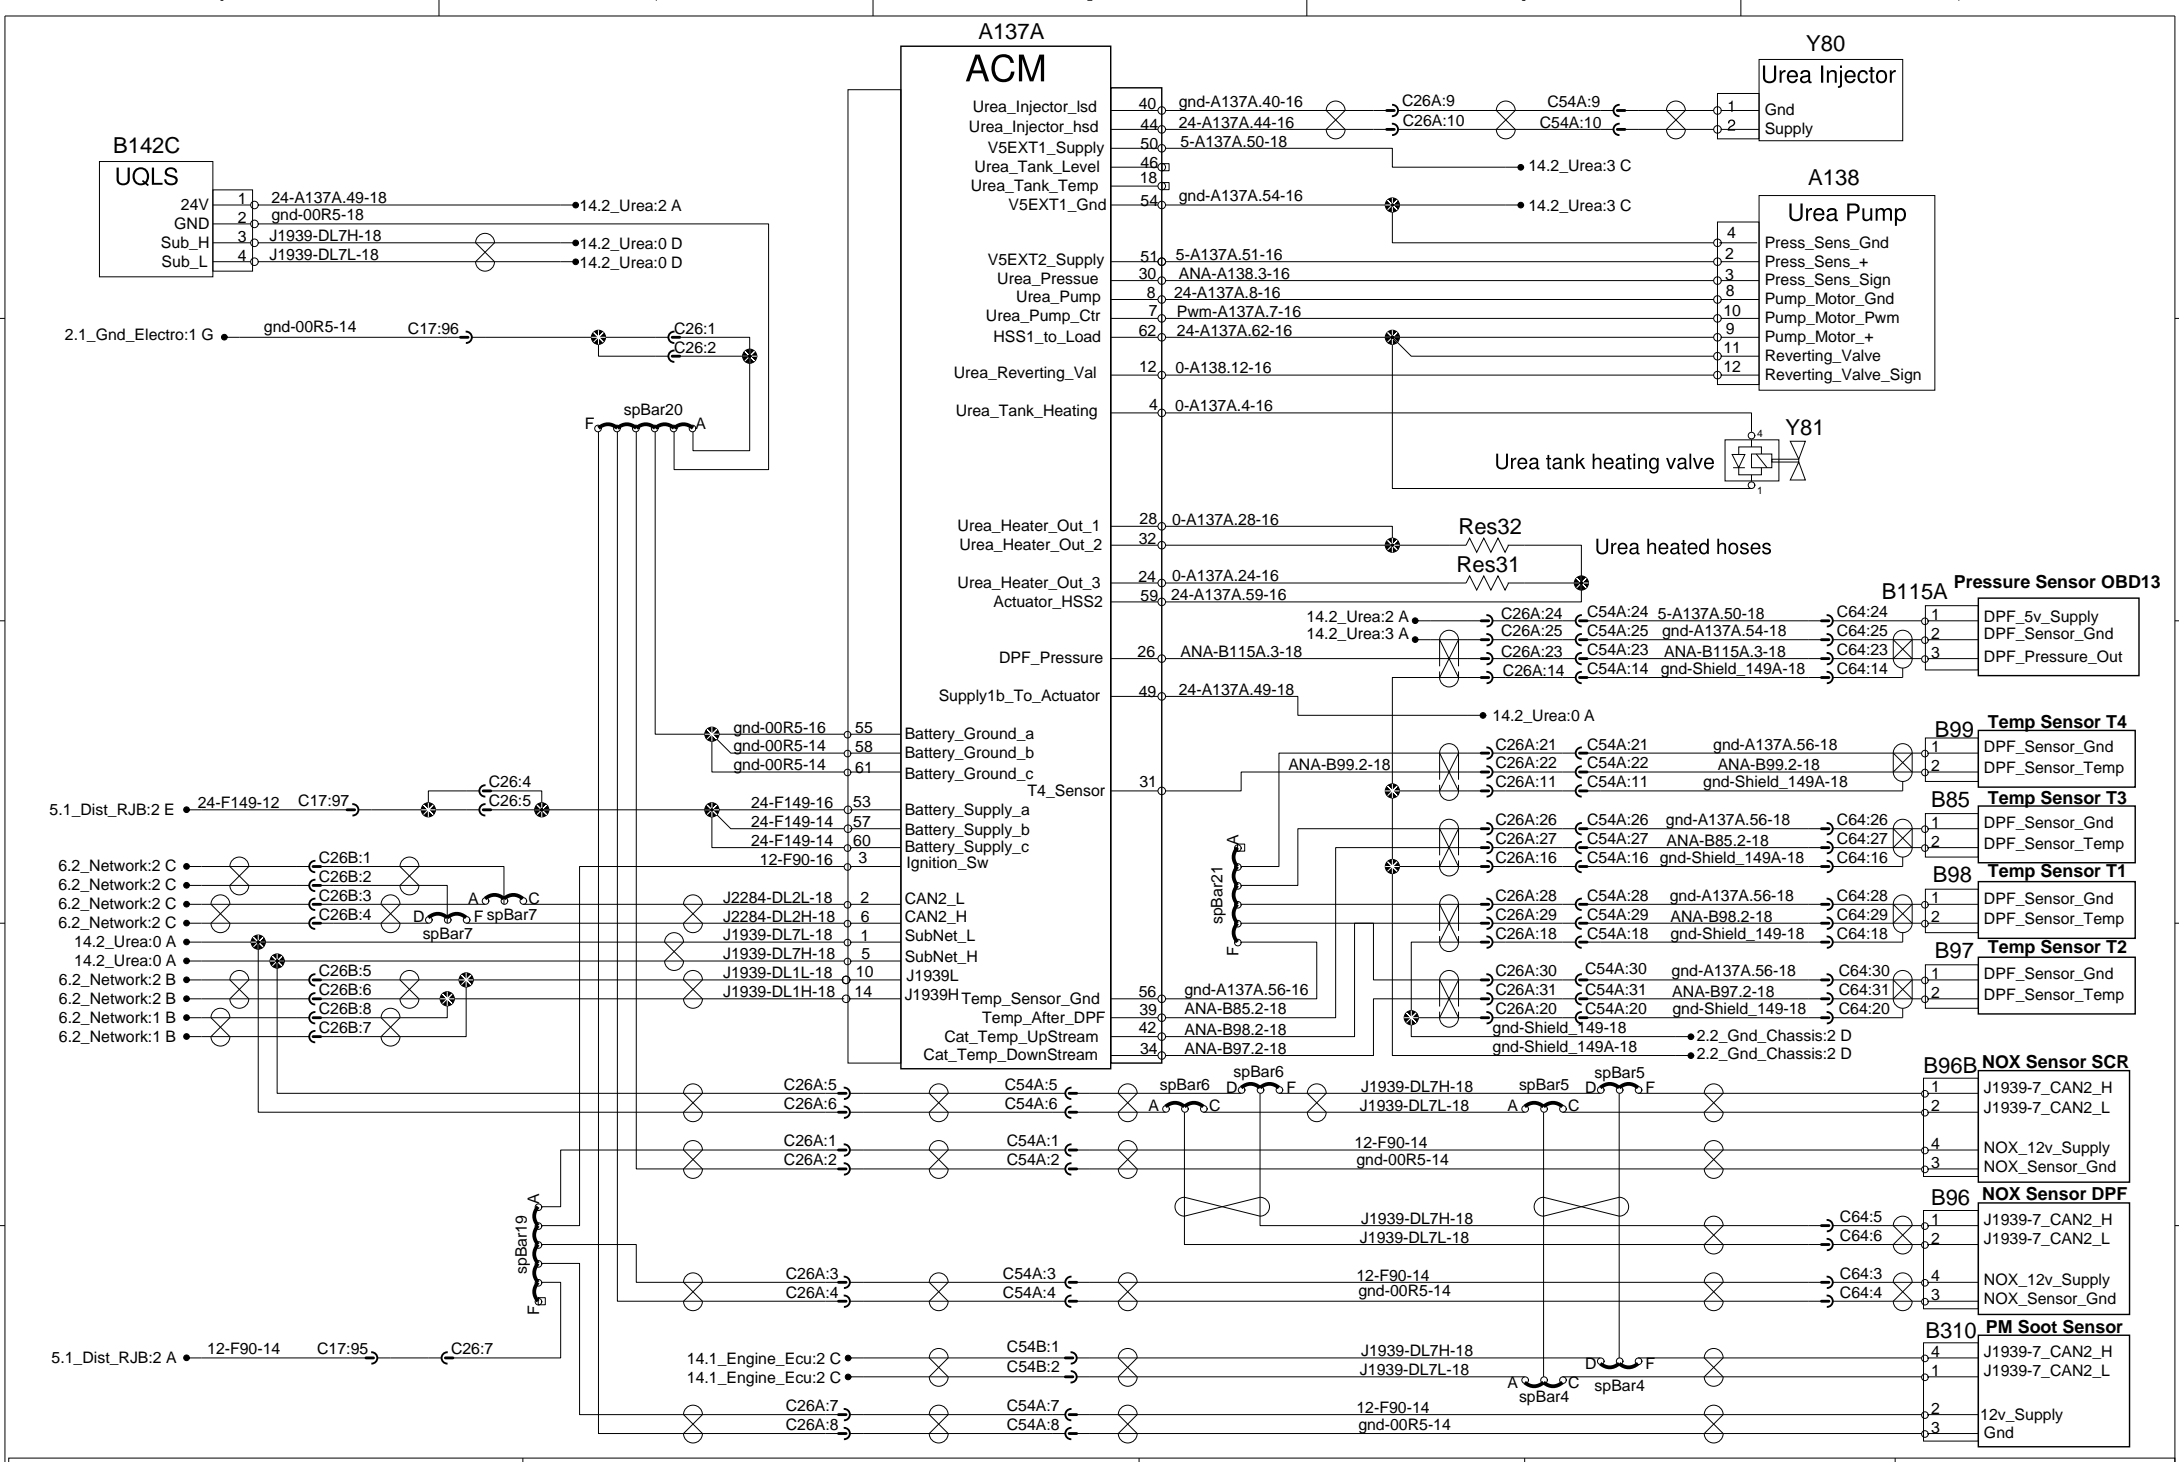 A137A
ACM
Urea_Injector_lsd 40 gnd-A137A.40-16 C26A:9 C54A:9
Urea_Injector_hsd 44 24-A137A.44-16 C26A:10 C54A:10
V5EXT1_Supply 50 5-A137A.50-18
14.2_Urea:3 C
Urea_Tank_Level 46
Urea_Tank_Temp 18
V5EXT1_Gnd 54 gnd-A137A.54-16
14.2_Urea:3 C
V5EXT2_Supply 51 5-A137A.51-16
Urea_Pressue 30 ANA-A138.3-16
Urea_Pump 8 24-A137A.8-16
Urea_Pump_Ctr 7 Pwm-A137A.7-16
HSS1_to_Load 62 24-A137A.62-16
Urea_Reverting_Val 12 0-A138.12-16
Urea_Tank_Heating 4 0-A137A.4-16
Urea_Heater_Out_1 28 0-A137A.28-16
Urea_Heater_Out_2 32
Urea_Heater_Out_3 24 0-A137A.24-16
Actuator_HSS2 59 24-A137A.59-16
DPF_Pressure 26 ANA-B115A.3-18
Supply1b_To_Actuator 49 24-A137A.49-18
14.2_Urea:0 A
T4_Sensor 31
ANA-B99.2-18
Temp_Sensor_Gnd 56 gnd-A137A.56-16
Temp_After_DPF 39 ANA-B85.2-18
Cat_Temp_UpStream 42 ANA-B98.2-18
Cat_Temp_DownStream 34 ANA-B97.2-18
Y80
Urea Injector
1 Gnd
2 Supply
A138
Urea Pump
4 Press_Sens_Gnd
2 Press_Sens_+
3 Press_Sens_Sign
8 Pump_Motor_Gnd
10 Pump_Motor_Pwm
9 Pump_Motor_+
11 Reverting_Valve
12 Reverting_Valve_Sign
4
Y81
Urea tank heating valve
1
Res32
Urea heated hoses
Res31
B142C
UQLS
24V 1 24-A137A.49-18 14.2_Urea:2 A
GND 2 gnd-00R5-18
Sub_H 3 J1939-DL7H-18 14.2_Urea:0 D
Sub_L 4 J1939-DL7L-18 14.2_Urea:0 D
2.1_Gnd_Electro:1 G gnd-00R5-14 C17:96 C26:1
C26:2
spBar20
F A
gnd-00R5-16 55 Battery_Ground_a
gnd-00R5-14 58 Battery_Ground_b
gnd-00R5-14 61 Battery_Ground_c
C26:4
5.1_Dist_RJB:2 E 24-F149-12 C17:97 C26:5
24-F149-16 53 Battery_Supply_a
24-F149-14 57 Battery_Supply_b
24-F149-14 60 Battery_Supply_c
12-F90-16 3 Ignition_Sw
6.2_Network:2 C C26B:1
6.2_Network:2 C C26B:2
6.2_Network:2 C C26B:3 A C J2284-DL2L-18 2 CAN2_L
6.2_Network:2 C C26B:4 D F spBar7 J2284-DL2H-18 6 CAN2_H
spBar7
14.2_Urea:0 A J1939-DL7L-18 1 SubNet_L
14.2_Urea:0 A J1939-DL7H-18 5 SubNet_H
6.2_Network:2 B C26B:5 J1939-DL1L-18 10 J1939L
6.2_Network:2 B C26B:6 J1939-DL1H-18 14 J1939H
6.2_Network:1 B C26B:8
6.2_Network:1 B C26B:7
A
spBar21
F
B115A Pressure Sensor OBD13
14.2_Urea:2 A C26A:24 C54A:24 5-A137A.50-18 C64:24 1 DPF_5v_Supply
14.2_Urea:3 A C26A:25 C54A:25 gnd-A137A.54-18 C64:25 2 DPF_Sensor_Gnd
C26A:23 C54A:23 ANA-B115A.3-18 C64:23 3 DPF_Pressure_Out
C26A:14 C54A:14 gnd-Shield_149A-18 C64:14
B99 Temp Sensor T4
C26A:21 C54A:21 gnd-A137A.56-18 1 DPF_Sensor_Gnd
C26A:22 C54A:22 ANA-B99.2-18 2 DPF_Sensor_Temp
C26A:11 C54A:11 gnd-Shield_149A-18
B85 Temp Sensor T3
C26A:26 C54A:26 gnd-A137A.56-18 C64:26 1 DPF_Sensor_Gnd
C26A:27 C54A:27 ANA-B85.2-18 C64:27 2 DPF_Sensor_Temp
C26A:16 C54A:16 gnd-Shield_149A-18 C64:16
B98 Temp Sensor T1
C26A:28 C54A:28 gnd-A137A.56-18 C64:28 1 DPF_Sensor_Gnd
C26A:29 C54A:29 ANA-B98.2-18 C64:29 2 DPF_Sensor_Temp
C26A:18 C54A:18 gnd-Shield_149-18 C64:18
B97 Temp Sensor T2
C26A:30 C54A:30 gnd-A137A.56-18 C64:30 1 DPF_Sensor_Gnd
C26A:31 C54A:31 ANA-B97.2-18 C64:31 2 DPF_Sensor_Temp
C26A:20 C54A:20 gnd-Shield_149-18 C64:20
gnd-Shield_149-18 2.2_Gnd_Chassis:2 D
gnd-Shield_149A-18 2.2_Gnd_Chassis:2 D
B96B NOX Sensor SCR
spBar6 spBar6 spBar5 spBar5
C26A:5 C54A:5 D F J1939-DL7H-18 D F 1 J1939-7_CAN2_H
C26A:6 C54A:6 A C J1939-DL7L-18 A C 2 J1939-7_CAN2_L
C26A:1 C54A:1 12-F90-14 4 NOX_12v_Supply
C26A:2 C54A:2 gnd-00R5-14 3 NOX_Sensor_Gnd
A
spBar19
F
B96 NOX Sensor DPF
J1939-DL7H-18 C64:5 1 J1939-7_CAN2_H
J1939-DL7L-18 C64:6 2 J1939-7_CAN2_L
C26A:3 C54A:3 12-F90-14 C64:3 4 NOX_12v_Supply
C26A:4 C54A:4 gnd-00R5-14 C64:4 3 NOX_Sensor_Gnd
B310 PM Soot Sensor
5.1_Dist_RJB:2 A 12-F90-14 C17:95 C26:7
14.1_Engine_Ecu:2 C C54B:1 J1939-DL7H-18 D F 4 J1939-7_CAN2_H
14.1_Engine_Ecu:2 C C54B:2 J1939-DL7L-18 A C 1 J1939-7_CAN2_L
spBar4 spBar4
C26A:7 C54A:7 12-F90-14 2 12v_Supply
C26A:8 C54A:8 gnd-00R5-14 3 Gnd